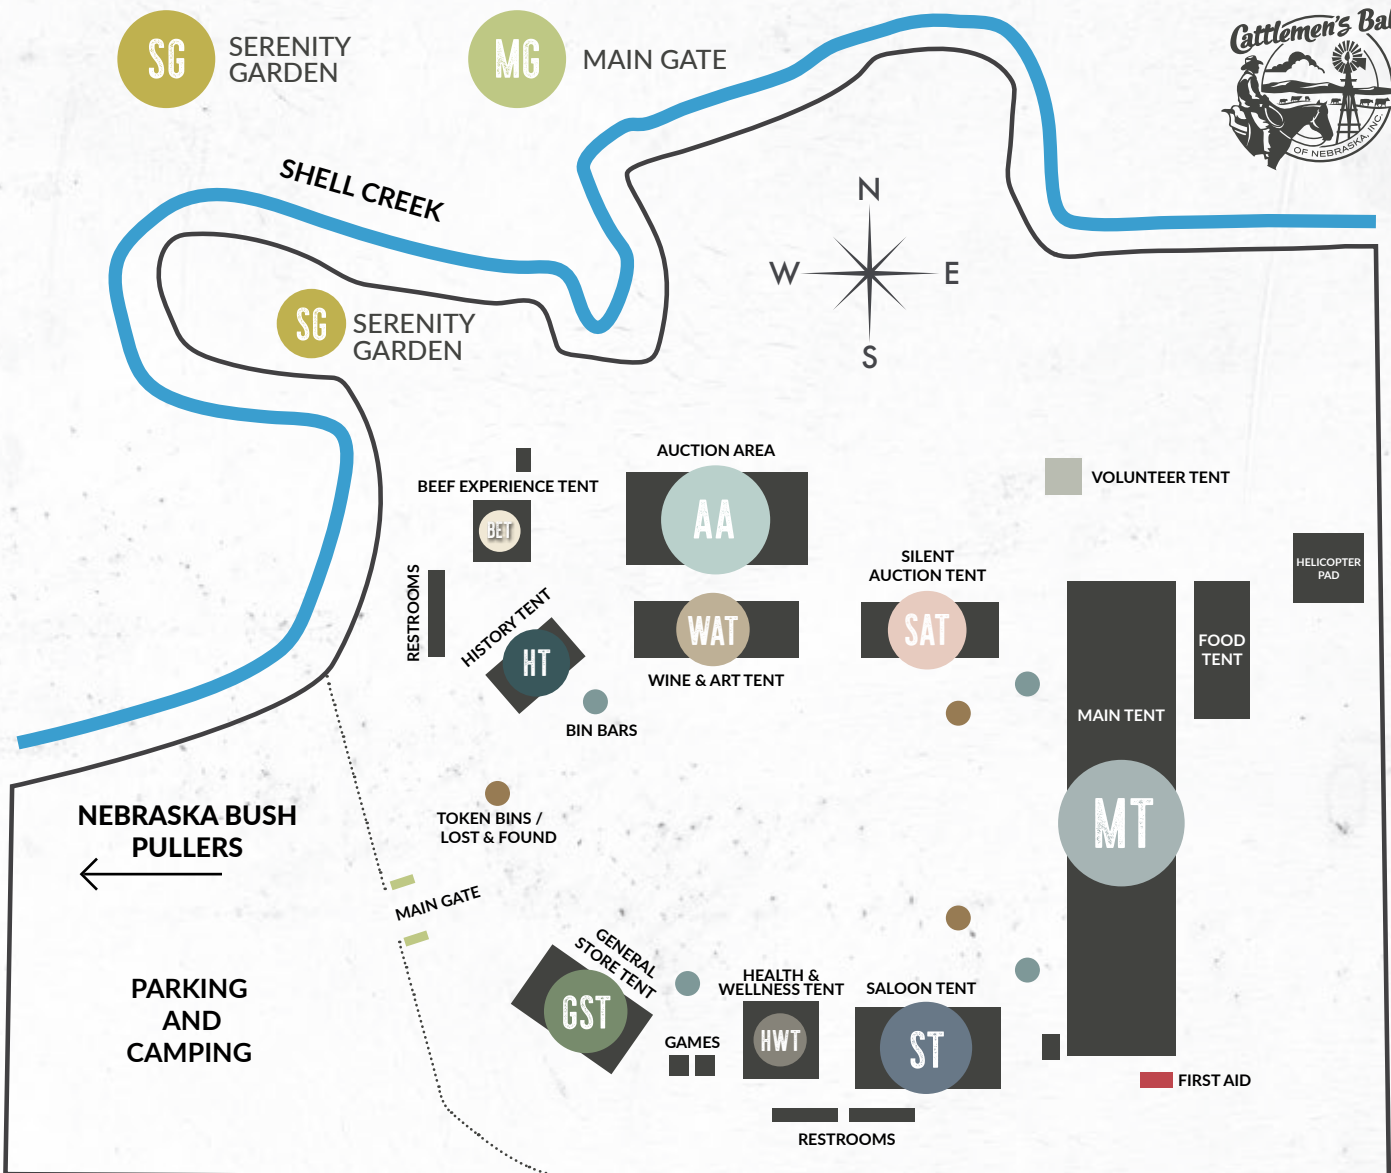 SG
SERENITY
GARDEN
MG
MAIN GATE
Cattlemen's Bal
OF NEBRASKA, INC.
SHELL CREEK
N
W
E
S
SG
SERENITY
GARDEN
AUCTION AREA
AA
BEEF EXPERIENCE TENT
BET
VOLUNTEER TENT
HELICOPTER
PAD
SILENT
AUCTION TENT
SAT
RESTROOMS
HISTORY TENT
HT
WAT
WINE & ART TENT
FOOD
TENT
BIN BARS
MAIN TENT
MT
TOKEN BINS /
LOST & FOUND
NEBRASKA BUSH
PULLERS
MAIN GATE
GENERAL
STORE TENT
GST
PARKING
AND
CAMPING
HEALTH &
WELLNESS TENT
HWT
SALOON TENT
ST
GAMES
FIRST AID
RESTROOMS